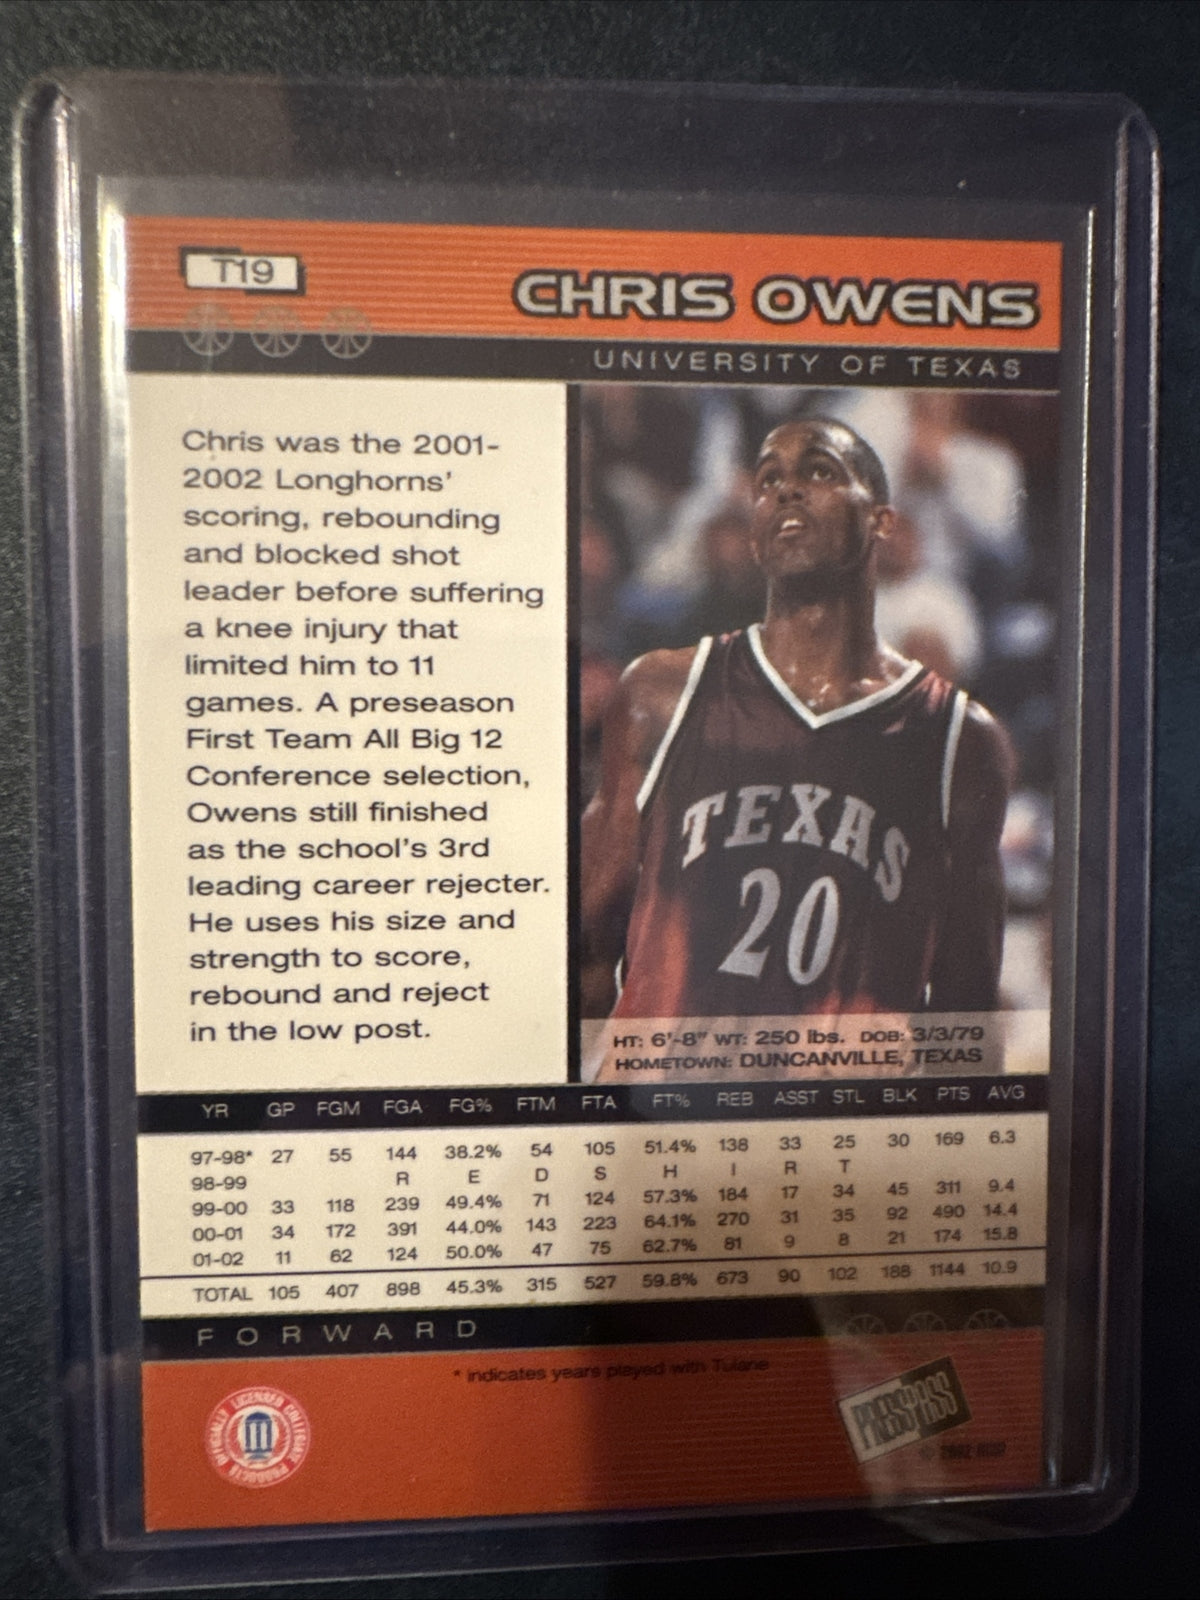 T19
CHRIS OWENS
UNIVERSITY OF TEXAS
Chris was the 2001-
2002 Longhorns'
scoring, rebounding
and blocked shot
leader before suffering
a knee injury that
limited him to 11
games. A preseason
First Team All Big 12
Conference selection,
Owens still finished
as the school's 3rd
leading career rejecter.
He uses his size and
strength to score,
rebound and reject
in the low post.
TEXAS
20
HT: 6'-8" WT: 250 lbs. DOB: 3/3/79
HOMETOWN: DUNCANVILLE, TEXAS
YR GP FGM FGA FG% FTM FTA FT% REB ASST STL BLK PTS AVG
97-98* 27 55 144 38.2% 54 105 51.4% 138 33 25 30 169 6.3
98-99 R E D S H I R T
99-00 33 118 239 49.4% 71 124 57.3% 184 17 34 45 311 9.4
00-01 34 172 391 44.0% 143 223 64.1% 270 31 35 92 490 14.4
01-02 11 62 124 50.0% 47 75 62.7% 81 9 8 21 174 15.8
TOTAL 105 407 898 45.3% 315 527 59.8% 673 90 102 188 1144 10.9
FORWARD
* indicates years played with Tulane
OFFICIALLY LICENSED COLLEGIATE PRODUCTS
PRESS PASS
© 2002